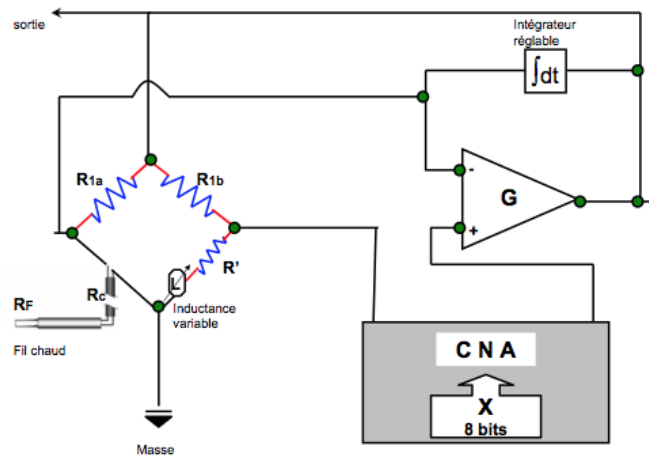 sortie
Intégrateur
réglable
∫dt
R1a
R1b
-
G
+
R'
L
RF
Rc
Inductance
variable
Fil chaud
C N A
X
8 bits
Masse